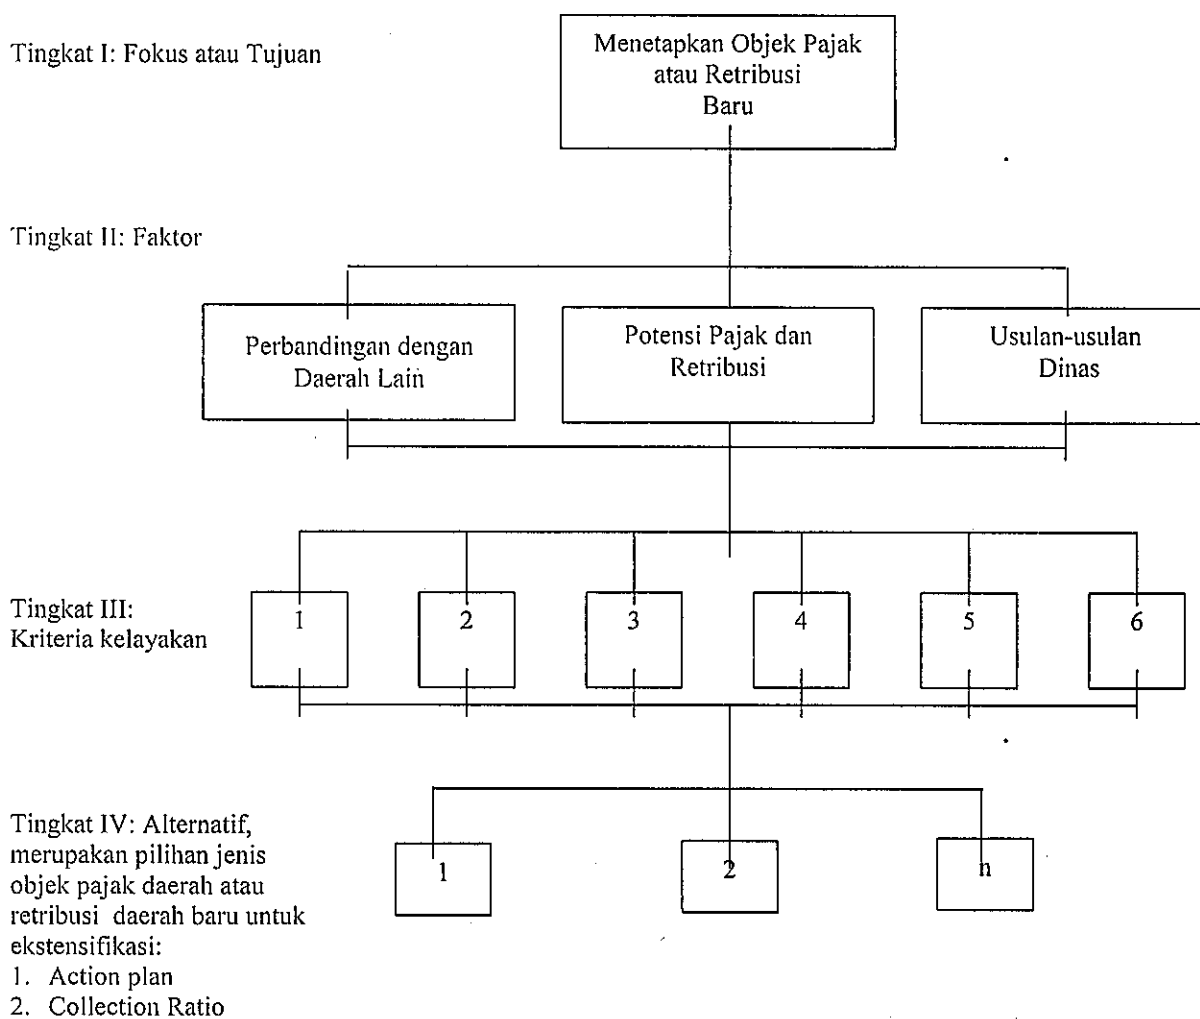 Tingkat I: Fokus atau Tujuan
Menetapkan Objek Pajak
atau Retribusi
Baru
Tingkat II: Faktor
Perbandingan dengan
Daerah Lain
Potensi Pajak dan
Retribusi
Usulan-usulan
Dinas
Tingkat III:
Kriteria kelayakan
1
2
3
4
5
6
Tingkat IV: Alternatif,
merupakan pilihan jenis
objek pajak daerah atau
retribusi daerah baru untuk
ekstensifikasi:
1. Action plan
2. Collection Ratio
1
2
n